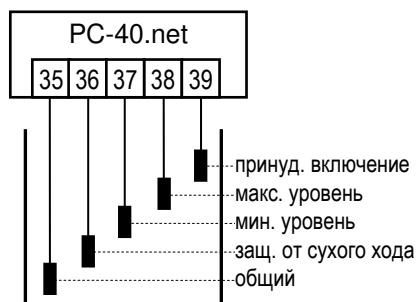 PC-40.net
35 36 37 38 39
принуд. включение
макс. уровень
мин. уровень
защ. от сухого хода
общий